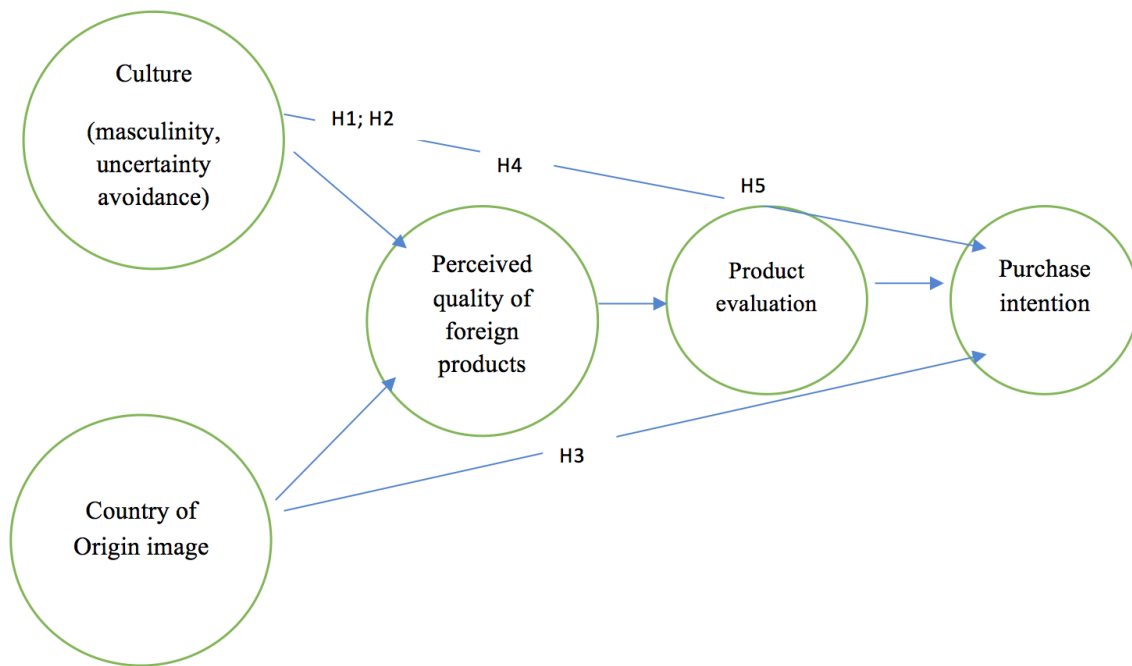 Culture
(masculinity,
uncertainty
avoidance)
H1; H2
H4
H5
Perceived
quality of
foreign
products
Product
evaluation
Purchase
intention
H3
Country of
Origin image